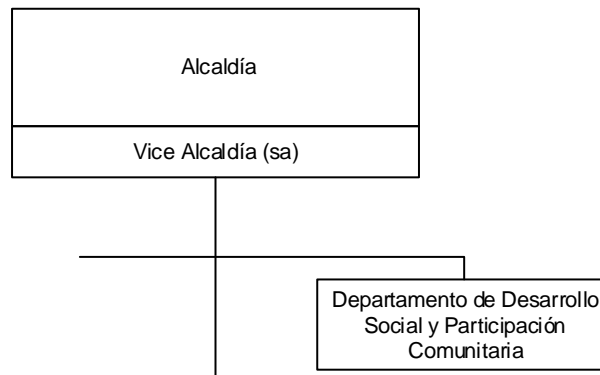 Alcaldía
Vice Alcaldía (sa)
Departamento de Desarrollo
Social y Participación
Comunitaria